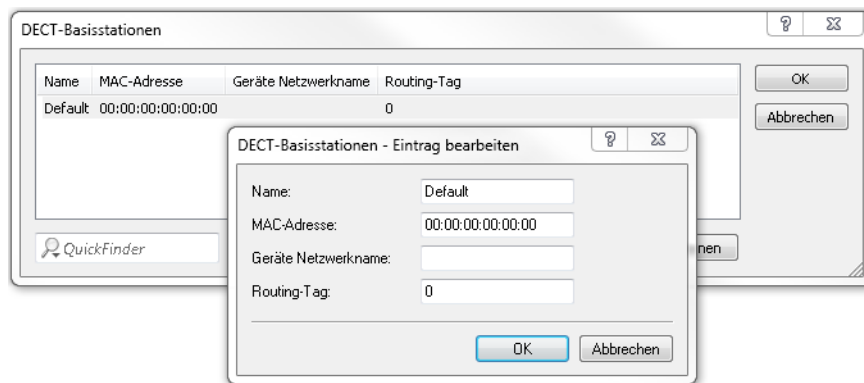 DECT-Basisstationen
Name MAC-Adresse Geräte Netzwerkname Routing-Tag
Default 00:00:00:00:00:00 0
OK
Abbrechen
QuickFinder
nen
DECT-Basisstationen - Eintrag bearbeiten
Name: Default
MAC-Adresse: 00:00:00:00:00:00
Geräte Netzwerkname:
Routing-Tag: 0
OK Abbrechen